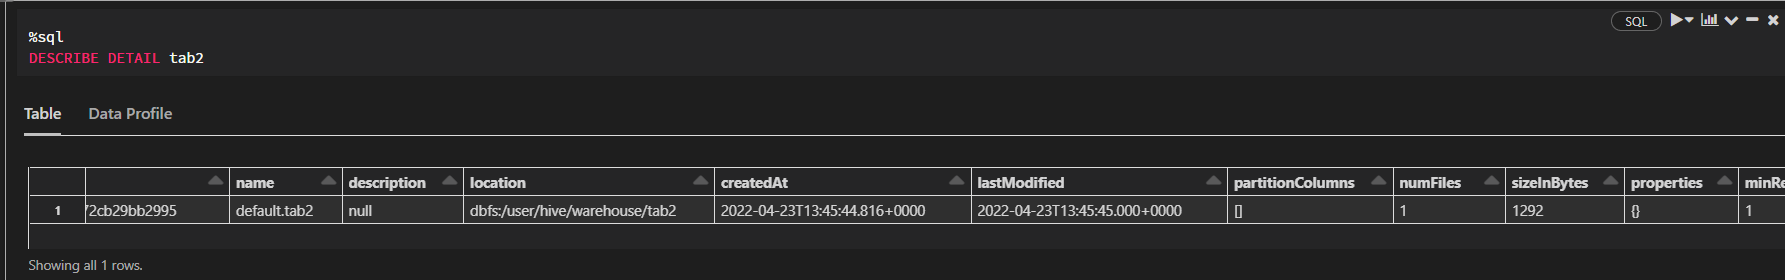 SQL
%sql
DESCRIBE DETAIL tab2
Table Data Profile
name description location createdAt lastModified partitionColumns numFiles sizeInBytes properties minRe
1 72cb29bb2995 default.tab2 null dbfs:/user/hive/warehouse/tab2 2022-04-23T13:45:44.816+0000 2022-04-23T13:45:45.000+0000 [] 1 1292 {} 1
Showing all 1 rows.